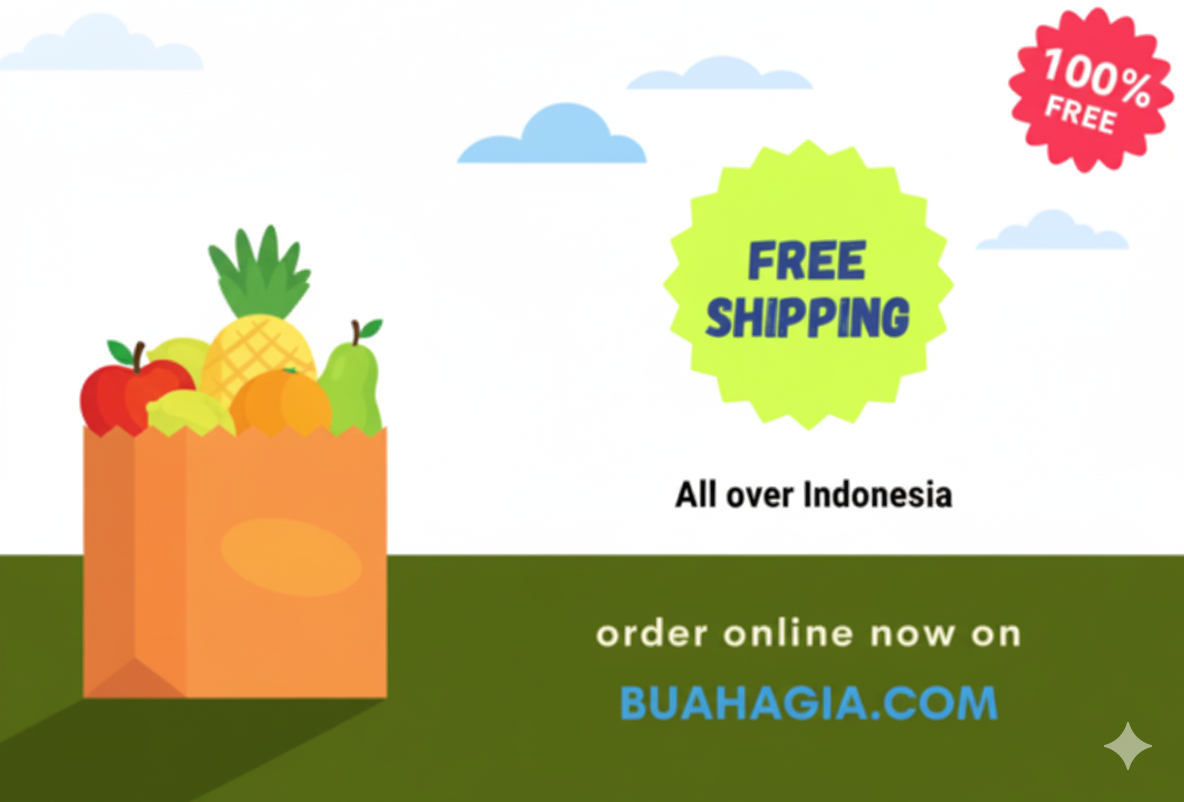 100%
FREE
FREE
SHIPPING
All over Indonesia
order online now on
BUAHAGIA.COM